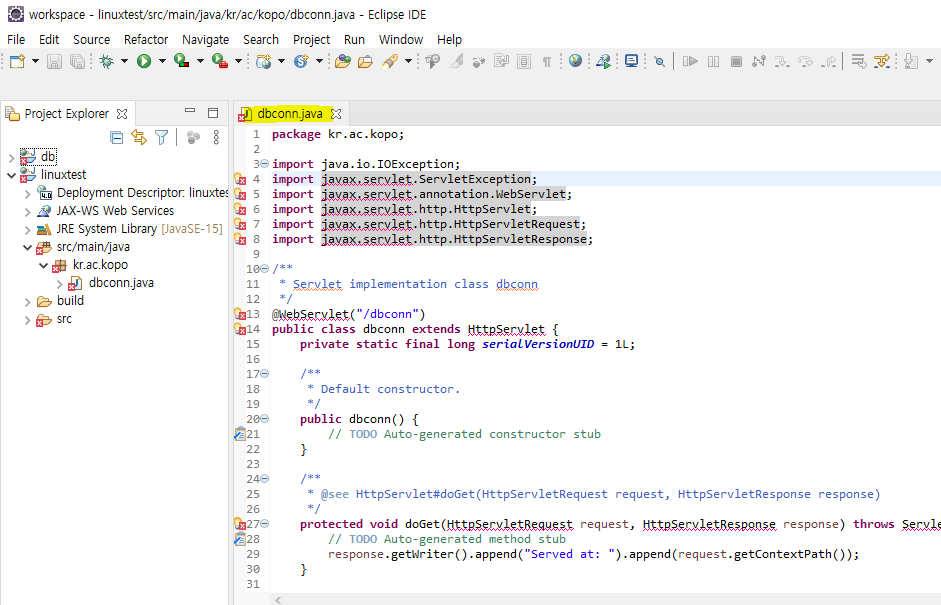 workspace - linuxtest/src/main/java/kr/ac/kopo/dbconn.java - Eclipse IDE
File Edit Source Refactor Navigate Search Project Run Window Help
Project Explorer
db
linuxtest
Deployment Descriptor: linuxtes
JAX-WS Web Services
JRE System Library [JavaSE-15]
src/main/java
kr.ac.kopo
dbconn.java
build
src
dbconn.java
1 package kr.ac.kopo;
2
3 import java.io.IOException;
4 import javax.servlet.ServletException;
5 import javax.servlet.annotation.WebServlet;
6 import javax.servlet.http.HttpServlet;
7 import javax.servlet.http.HttpServletRequest;
8 import javax.servlet.http.HttpServletResponse;
9
10 /**
11 * Servlet implementation class dbconn
12 */
13 @WebServlet("/dbconn")
14 public class dbconn extends HttpServlet {
15 private static final long serialVersionUID = 1L;
16
17 /**
18 * Default constructor.
19 */
20 public dbconn() {
21 // TODO Auto-generated constructor stub
22 }
23
24 /**
25 * @see HttpServlet#doGet(HttpServletRequest request, HttpServletResponse response)
26 */
27 protected void doGet(HttpServletRequest request, HttpServletResponse response) throws Servle
28 // TODO Auto-generated method stub
29 response.getWriter().append("Served at: ").append(request.getContextPath());
30 }
31